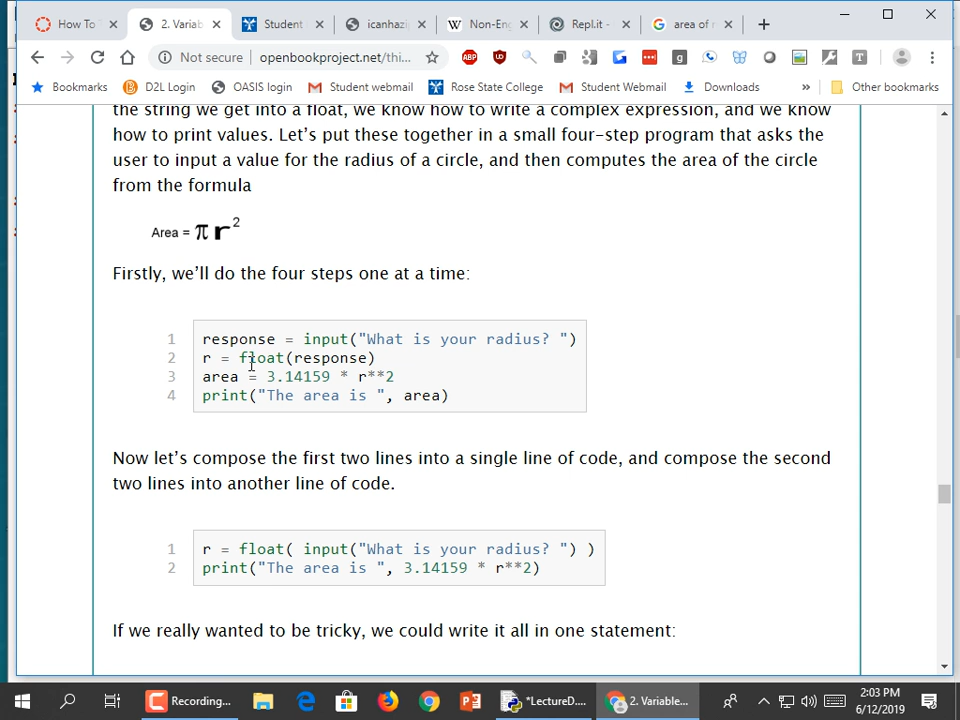 How To
2. Variab
Student
icanhazi
Non-En
Repl.it -
area of
Not secure
openbookproject.net/thi...
Bookmarks
D2L Login
OASIS login
Student webmail
Rose State College
Student Webmail
Downloads
»
Other bookmarks
the string we get into a float, we know how to write a complex expression, and we know
how to print values. Let's put these together in a small four-step program that asks the
user to input a value for the radius of a circle, and then computes the area of the circle
from the formula
Area = π r²
Firstly, we'll do the four steps one at a time:
1 response = input("What is your radius? ")
2 r = float(response)
3 area = 3.14159 * r**2
4 print("The area is ", area)
Now let's compose the first two lines into a single line of code, and compose the second
two lines into another line of code.
1 r = float( input("What is your radius? ") )
2 print("The area is ", 3.14159 * r**2)
If we really wanted to be tricky, we could write it all in one statement:
Recording...
*LectureD...
2. Variable...
2:03 PM
6/12/2019